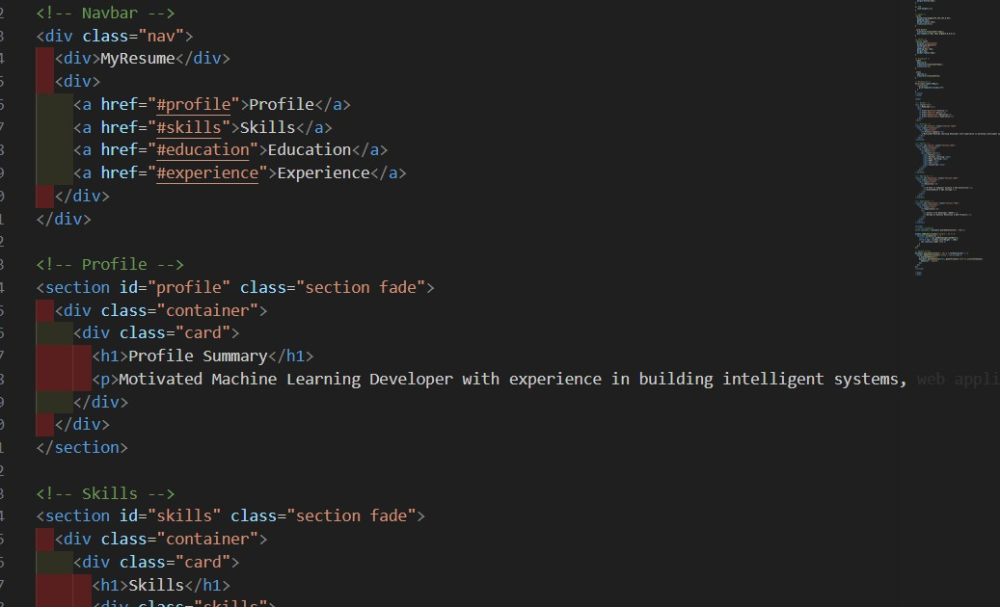 <!-- Navbar -->
<div class="nav">
<div>MyResume</div>
<div>
<a href="#profile">Profile</a>
<a href="#skills">Skills</a>
<a href="#education">Education</a>
<a href="#experience">Experience</a>
</div>
</div>
<!-- Profile -->
<section id="profile" class="section fade">
<div class="container">
<div class="card">
<h1>Profile Summary</h1>
<p>Motivated Machine Learning Developer with experience in building intelligent systems, web appli
</div>
</div>
</section>
<!-- Skills -->
<section id="skills" class="section fade">
<div class="container">
<div class="card">
<h1>Skills</h1>
<div class="skills">